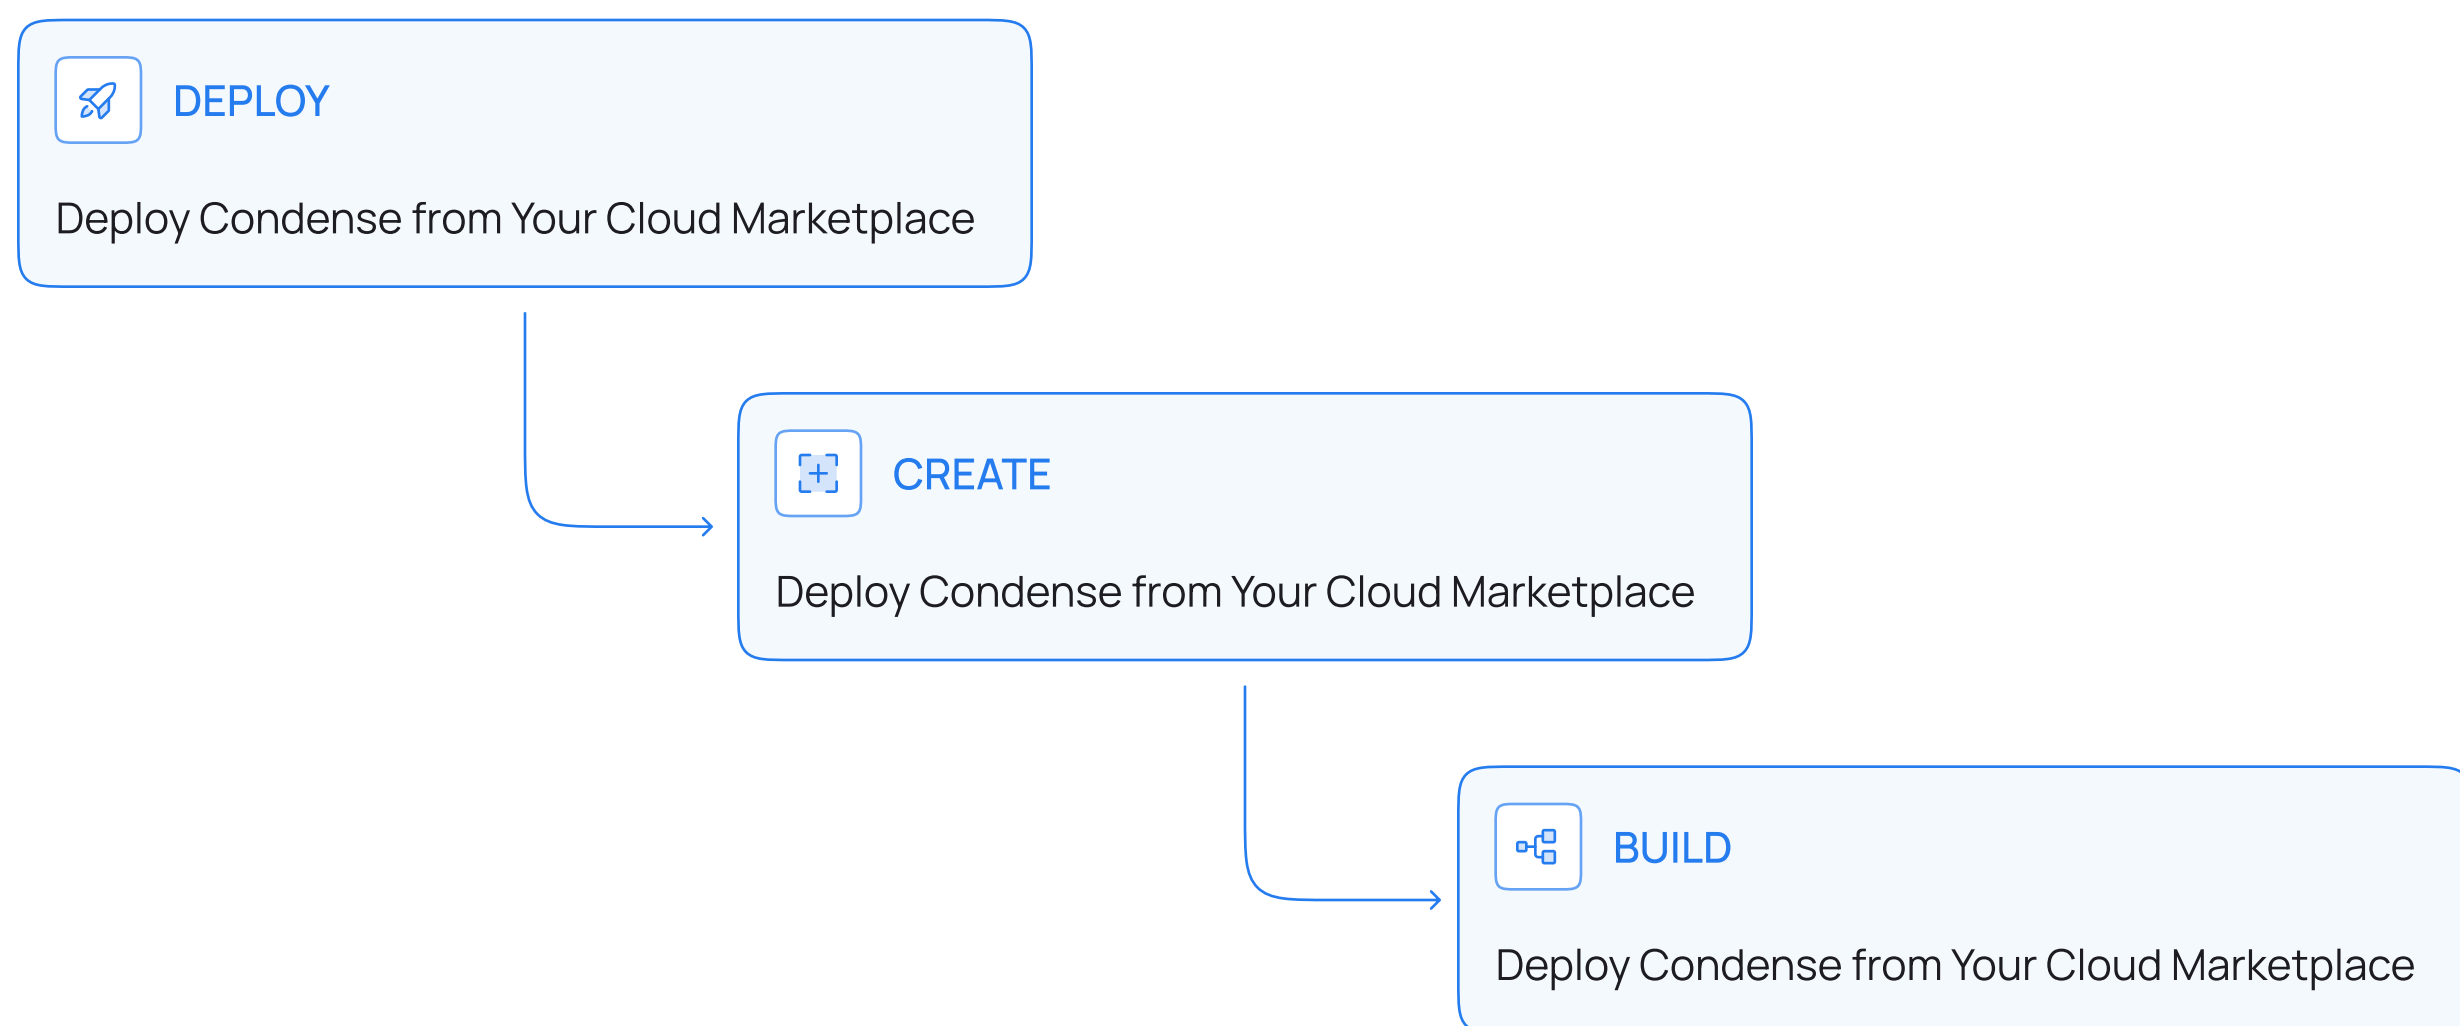 DEPLOY
Deploy Condense from Your Cloud Marketplace
CREATE
Deploy Condense from Your Cloud Marketplace
BUILD
Deploy Condense from Your Cloud Marketplace